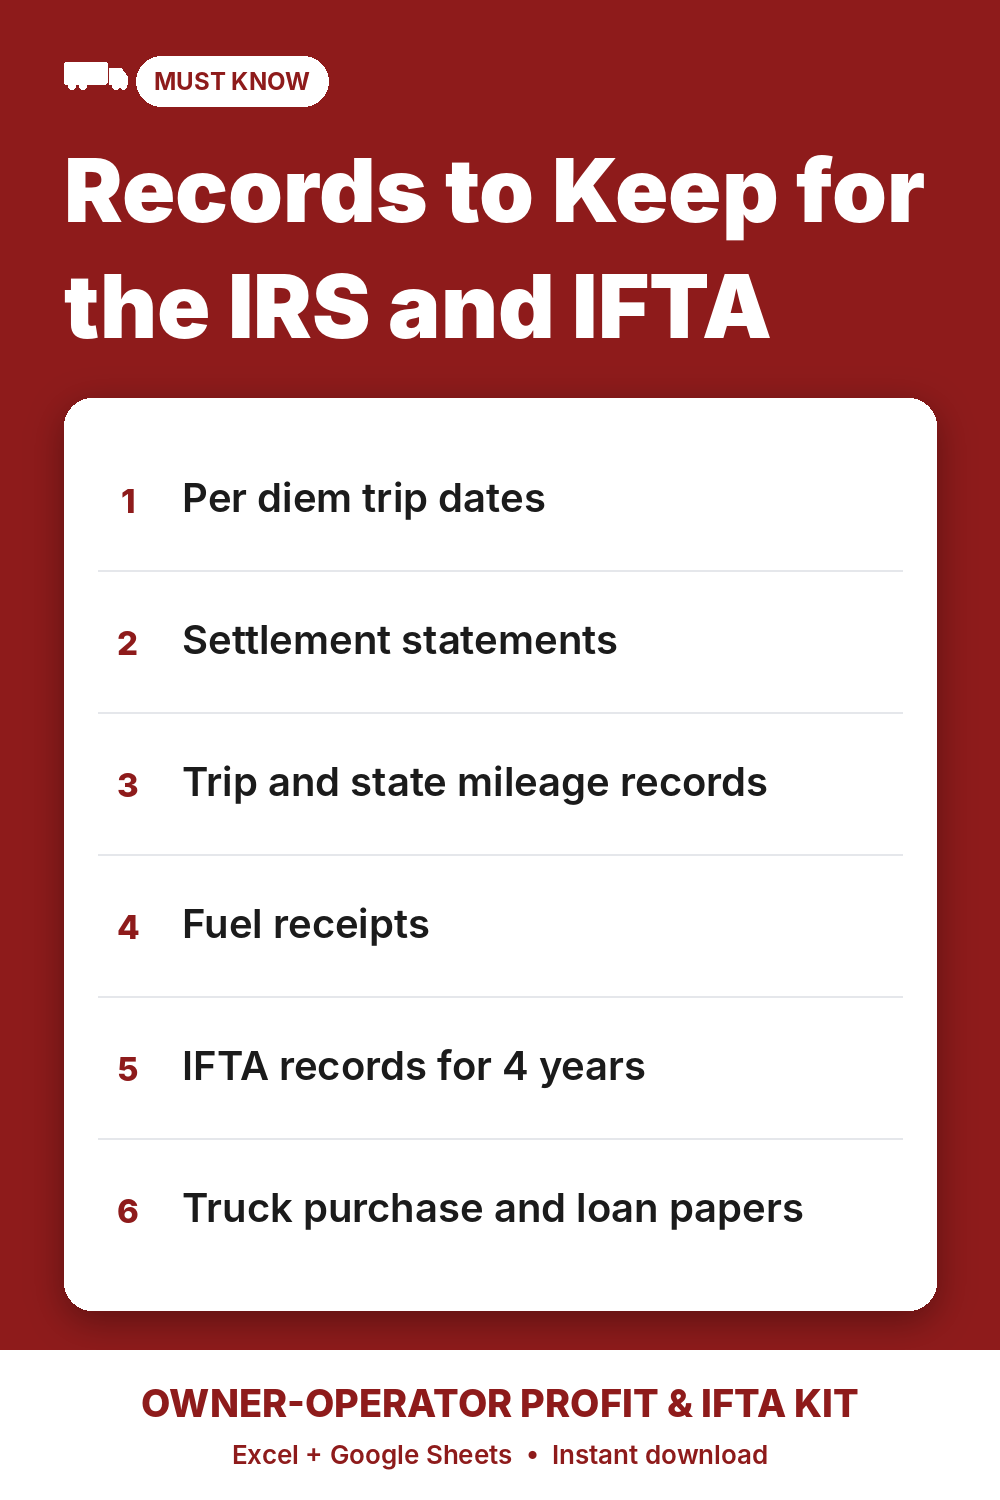 MUST KNOW
Records to Keep for
the IRS and IFTA
1 Per diem trip dates
2 Settlement statements
3 Trip and state mileage records
4 Fuel receipts
5 IFTA records for 4 years
6 Truck purchase and loan papers
OWNER-OPERATOR PROFIT & IFTA KIT
Excel + Google Sheets • Instant download